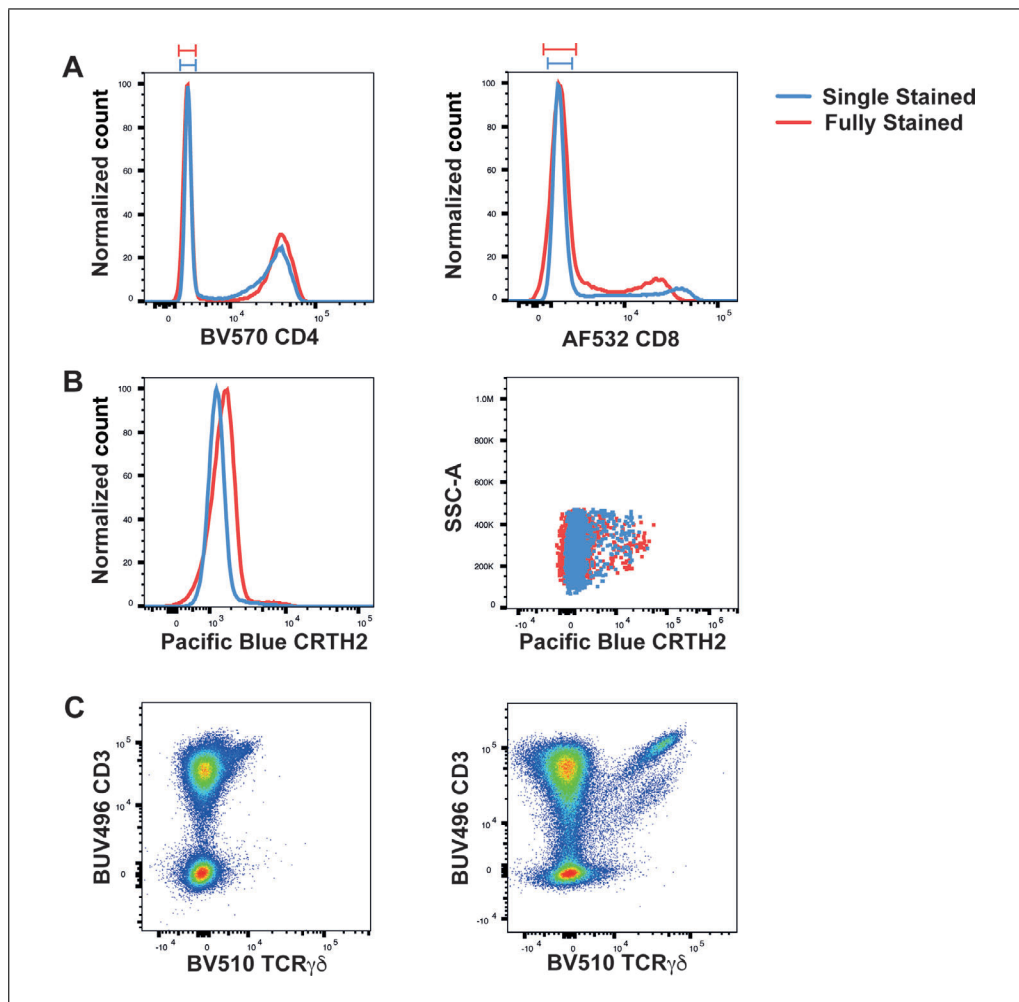 A
Normalized count
100
80
60
40
20
0
0
10^4
10^5
BV570 CD4
Normalized count
100
80
60
40
20
0
0
10^4
10^5
AF532 CD8
Single Stained
Fully Stained
B
Normalized count
100
80
60
40
20
0
0
10^3
10^4
10^5
Pacific Blue CRTH2
SSC-A
1.0M
800K
600K
400K
200K
0
-10^4
0
10^4
10^5
10^6
Pacific Blue CRTH2
C
BUV496 CD3
10^5
10^4
0
-10^4
0
10^4
10^5
BV510 TCRγδ
BUV496 CD3
10^5
10^4
0
-10^4
-10^4
0
10^4
10^5
BV510 TCRγδ